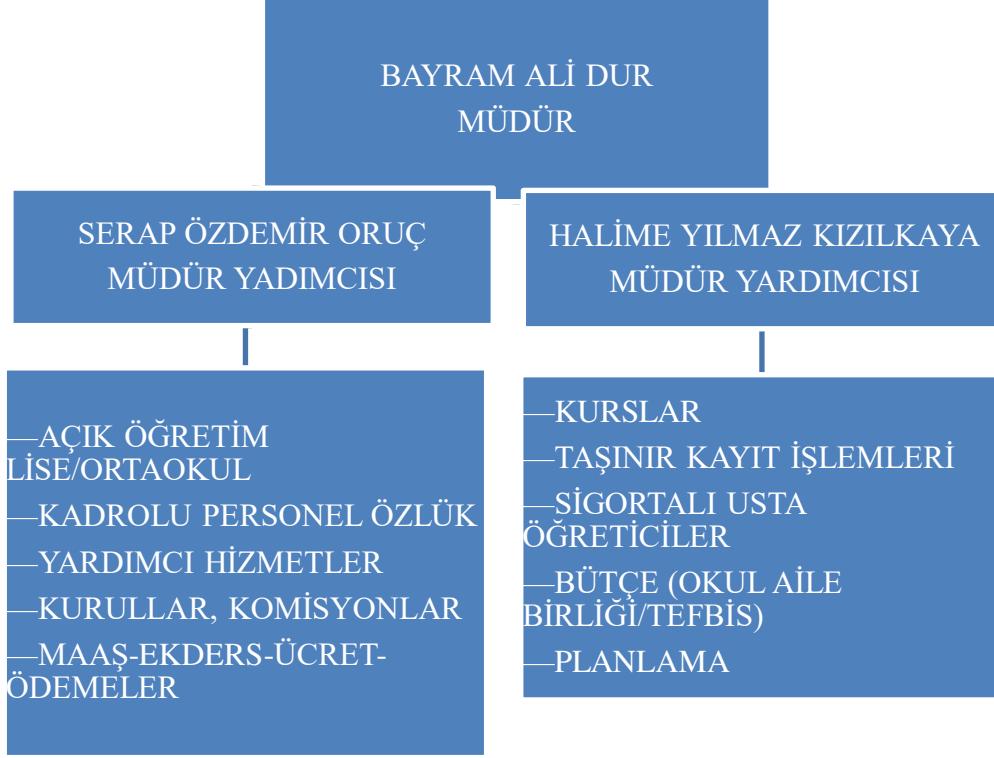 BAYRAM ALİ DUR
MÜDÜR
SERAP ÖZDEMİR ORUÇ
MÜDÜR YADIMCISI
—AÇIK ÖĞRETİM
LİSE/ORTAOKUL
—KADROLU PERSONEL ÖZLÜK
—YARDIMCI HİZMETLER
—KURULLAR, KOMİSYONLAR
—MAAŞ-EKDERS-ÜCRET-
ÖDEMELER
HALİME YILMAZ KIZILKAYA
MÜDÜR YARDIMCISI
—KURSLAR
—TAŞINIR KAYIT İŞLEMLERİ
—SİGORTALI USTA
ÖĞRETİCİLER
—BÜTÇE (OKUL AİLE
BİRLİĞİ/TEFBİS)
—PLANLAMA